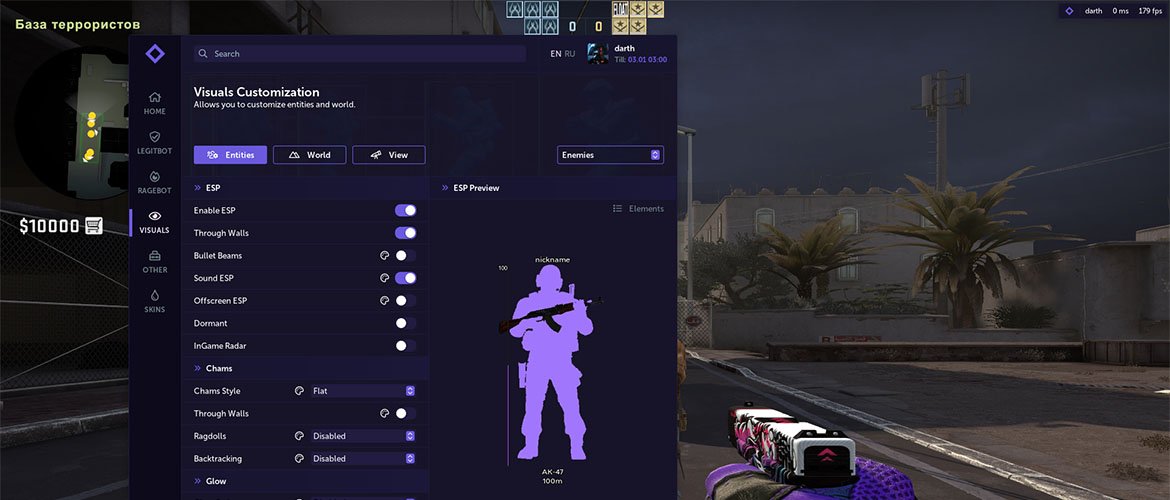 База террористов
0
0
darth 0 ms 179 fps
Search
EN RU
darth
Till: 03.01 03:00
HOME
LEGITBOT
RAGEBOT
VISUALS
OTHER
SKINS
$10000
Visuals Customization
Allows you to customize entities and world.
Entities
World
View
Enemies
ESP
Enable ESP
Through Walls
Bullet Beams
Sound ESP
Offscreen ESP
Dormant
InGame Radar
Chams
Chams Style Flat
Through Walls
Ragdolls Disabled
Backtracking Disabled
Glow
ESP Preview
Elements
nickname
100
AK-47
100m